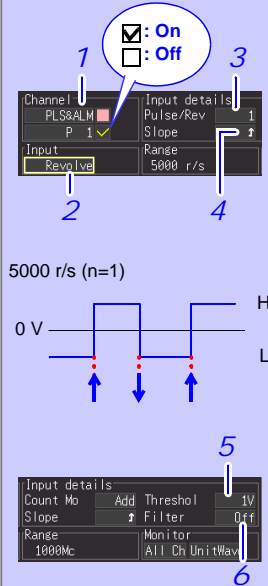 : On
: Off
1
3
Channel
Input details
PLS&ALM
Pulse/Rev 1
P 1
Slope ↥
Input
Range
Revolve
5000 r/s
2
4
5000 r/s (n=1)
H
0 V
L
5
Input details
Count Mo Add Threshol 1V
Slope ↥ Filter Off
Range
Monitor
1000Mc
All Ch UnitWav
6